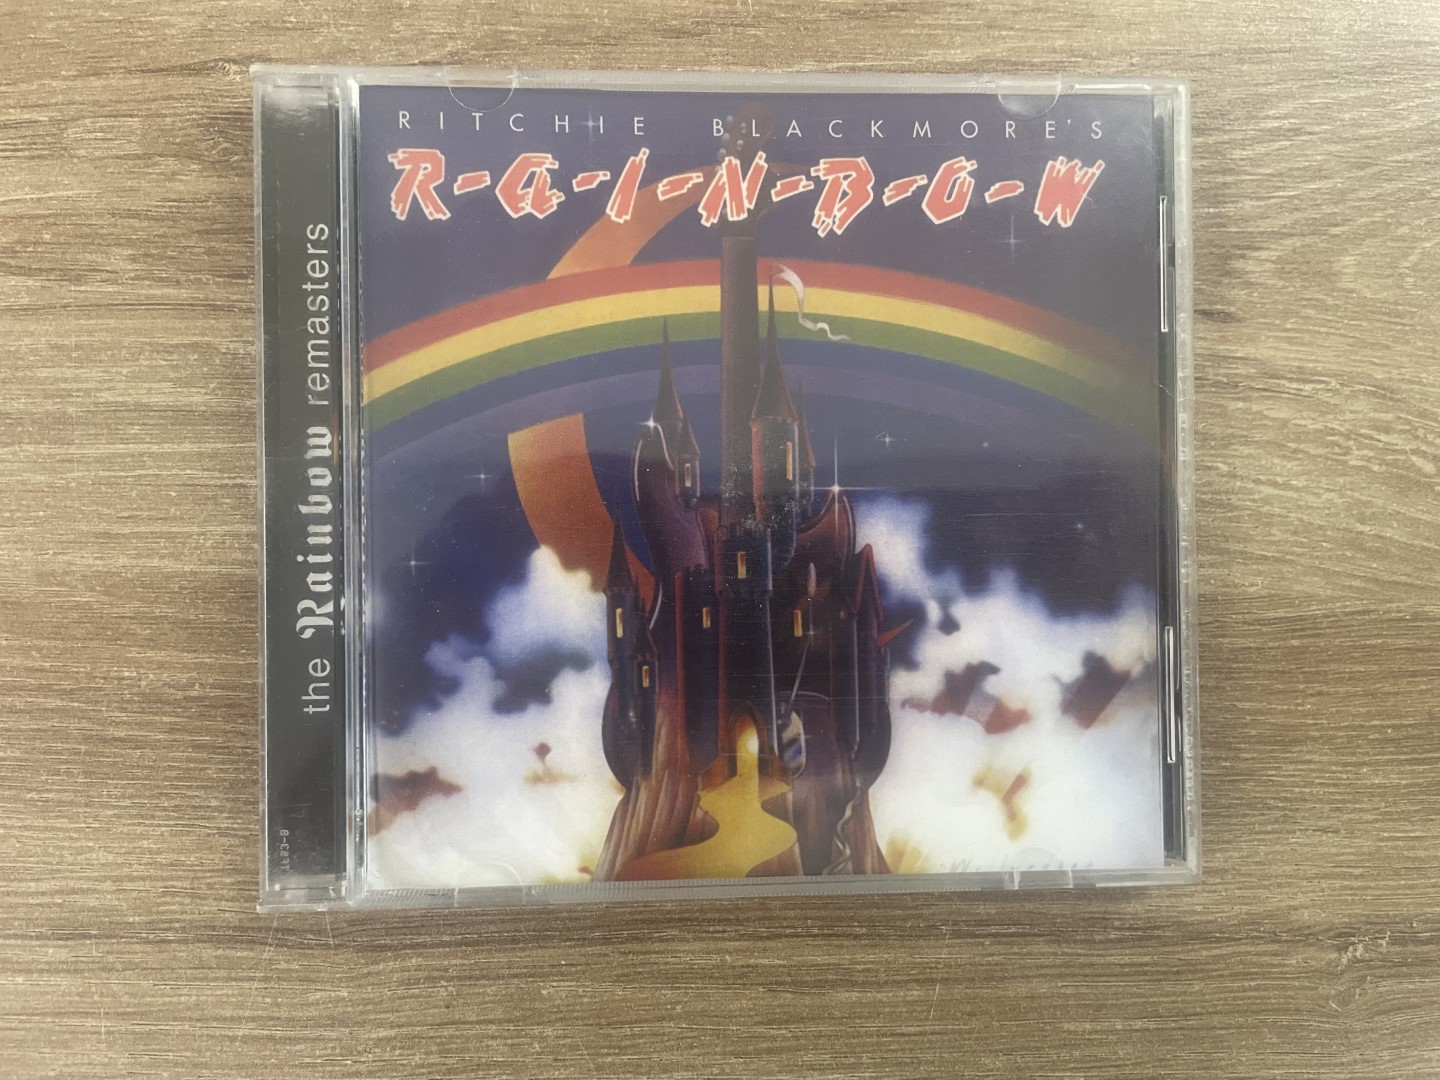 RITCHIE BLACKMORE'S
R-A-I-N-B-O-W
the Rainbow remasters